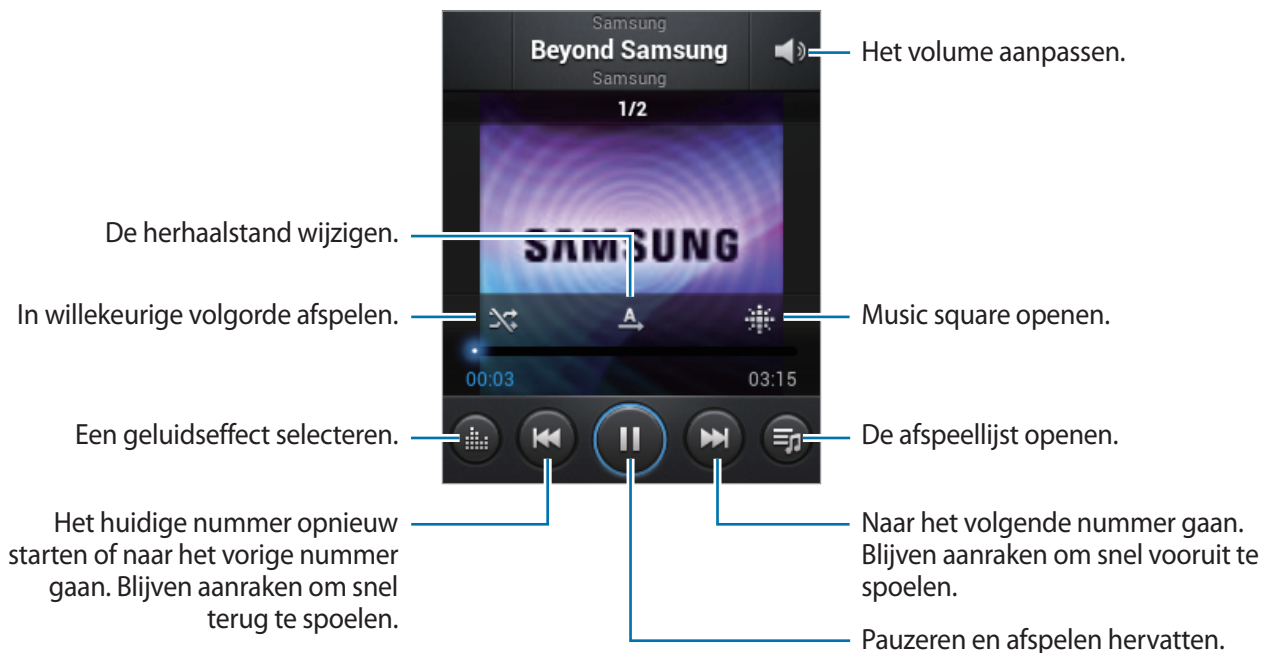 Samsung
Beyond Samsung
Samsung
Het volume aanpassen.
1/2
SAMSUNG
De herhaalstand wijzigen.
In willekeurige volgorde afspelen.
A
Music square openen.
00:03
03:15
Een geluidseffect selecteren.
De afspeellijst openen.
Het huidige nummer opnieuw
starten of naar het vorige nummer
gaan. Blijven aanraken om snel
terug te spoelen.
Naar het volgende nummer gaan.
Blijven aanraken om snel vooruit te
spoelen.
Pauzeren en afspelen hervatten.